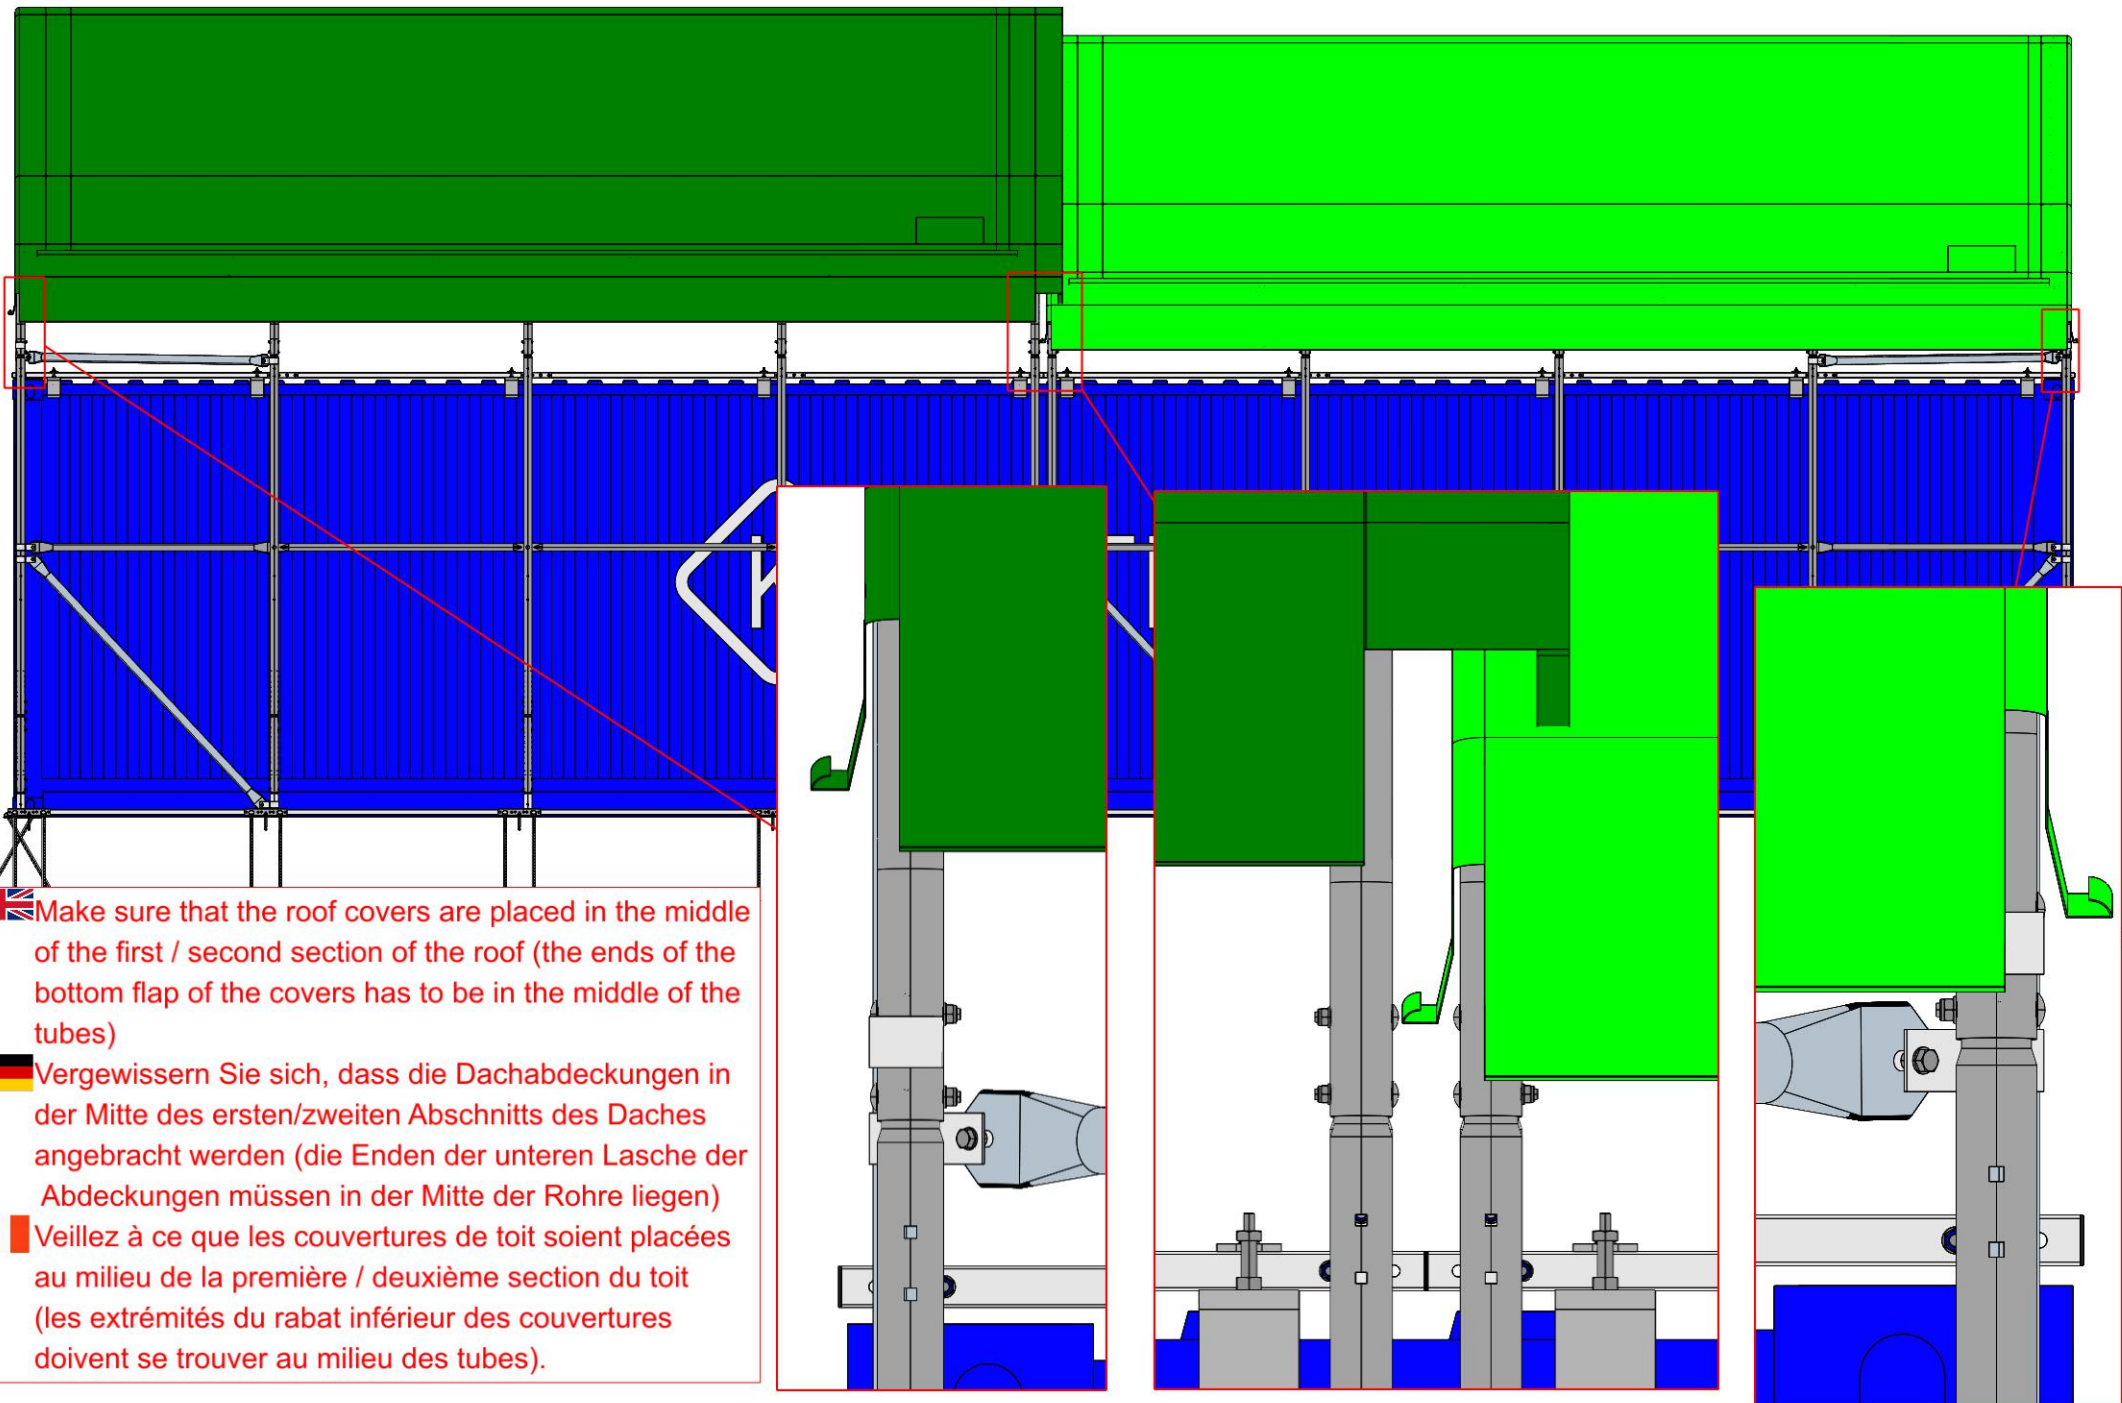 Make sure that the roof covers are placed in the middle
of the first / second section of the roof (the ends of the
bottom flap of the covers has to be in the middle of the
tubes)
Vergewissern Sie sich, dass die Dachabdeckungen in
der Mitte des ersten/zweiten Abschnitts des Daches
angebracht werden (die Enden der unteren Lasche der
Abdeckungen müssen in der Mitte der Rohre liegen)
Veillez à ce que les couvertures de toit soient placées
au milieu de la première / deuxième section du toit
(les extrémités du rabat inférieur des couvertures
doivent se trouver au milieu des tubes).